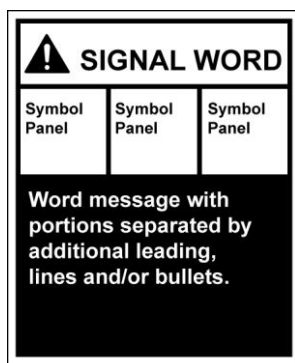 SIGNAL WORD
Symbol Panel
Symbol Panel
Symbol Panel
Word message with
portions separated by
additional leading,
lines and/or bullets.